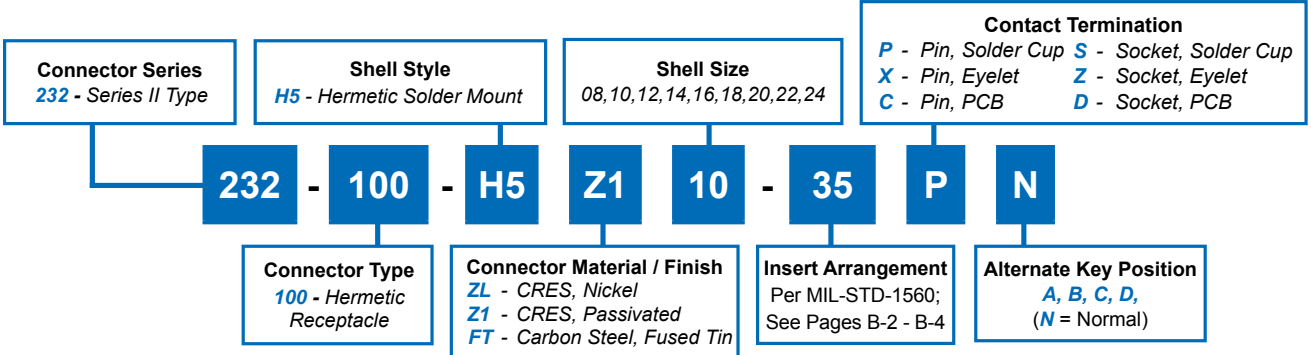 Connector Series
232 - Series II Type
Shell Style
H5 - Hermetic Solder Mount
Shell Size
08,10,12,14,16,18,20,22,24
Contact Termination
P - Pin, Solder Cup S - Socket, Solder Cup
X - Pin, Eyelet Z - Socket, Eyelet
C - Pin, PCB D - Socket, PCB
232 - 100 - H5 Z1 10 - 35 P N
Connector Type
100 - Hermetic
Receptacle
Connector Material / Finish
ZL - CRES, Nickel
Z1 - CRES, Passivated
FT - Carbon Steel, Fused Tin
Insert Arrangement
Per MIL-STD-1560;
See Pages B-2 - B-4
Alternate Key Position
A, B, C, D,
(N = Normal)